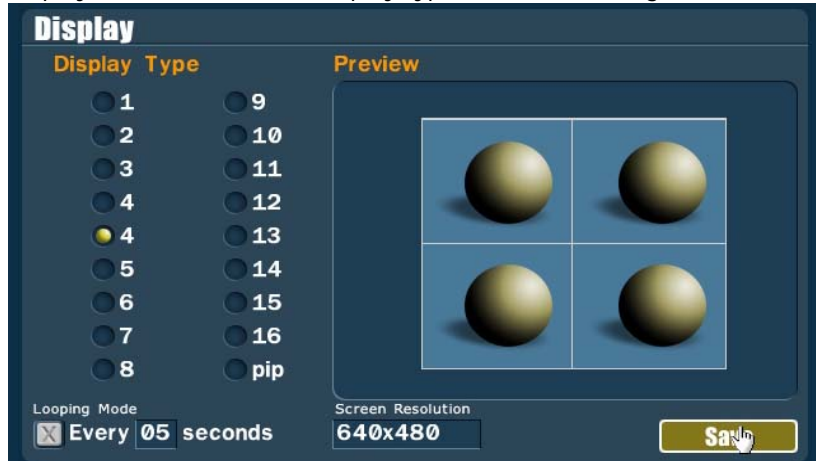 Display
Display Type
Preview
1
2
3
4
4
5
6
7
8
9
10
11
12
13
14
15
16
pip
Looping Mode
X Every 05 seconds
Screen Resolution
640x480
Save